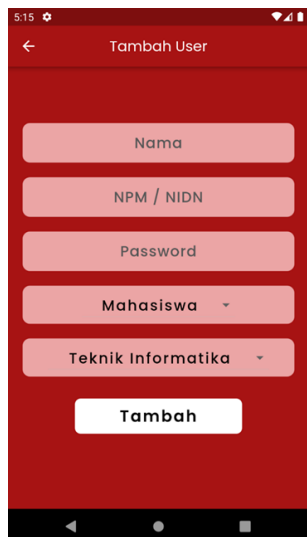 5:15
Tambah User
Nama
NPM / NIDN
Password
Mahasiswa
Teknik Informatika
Tambah